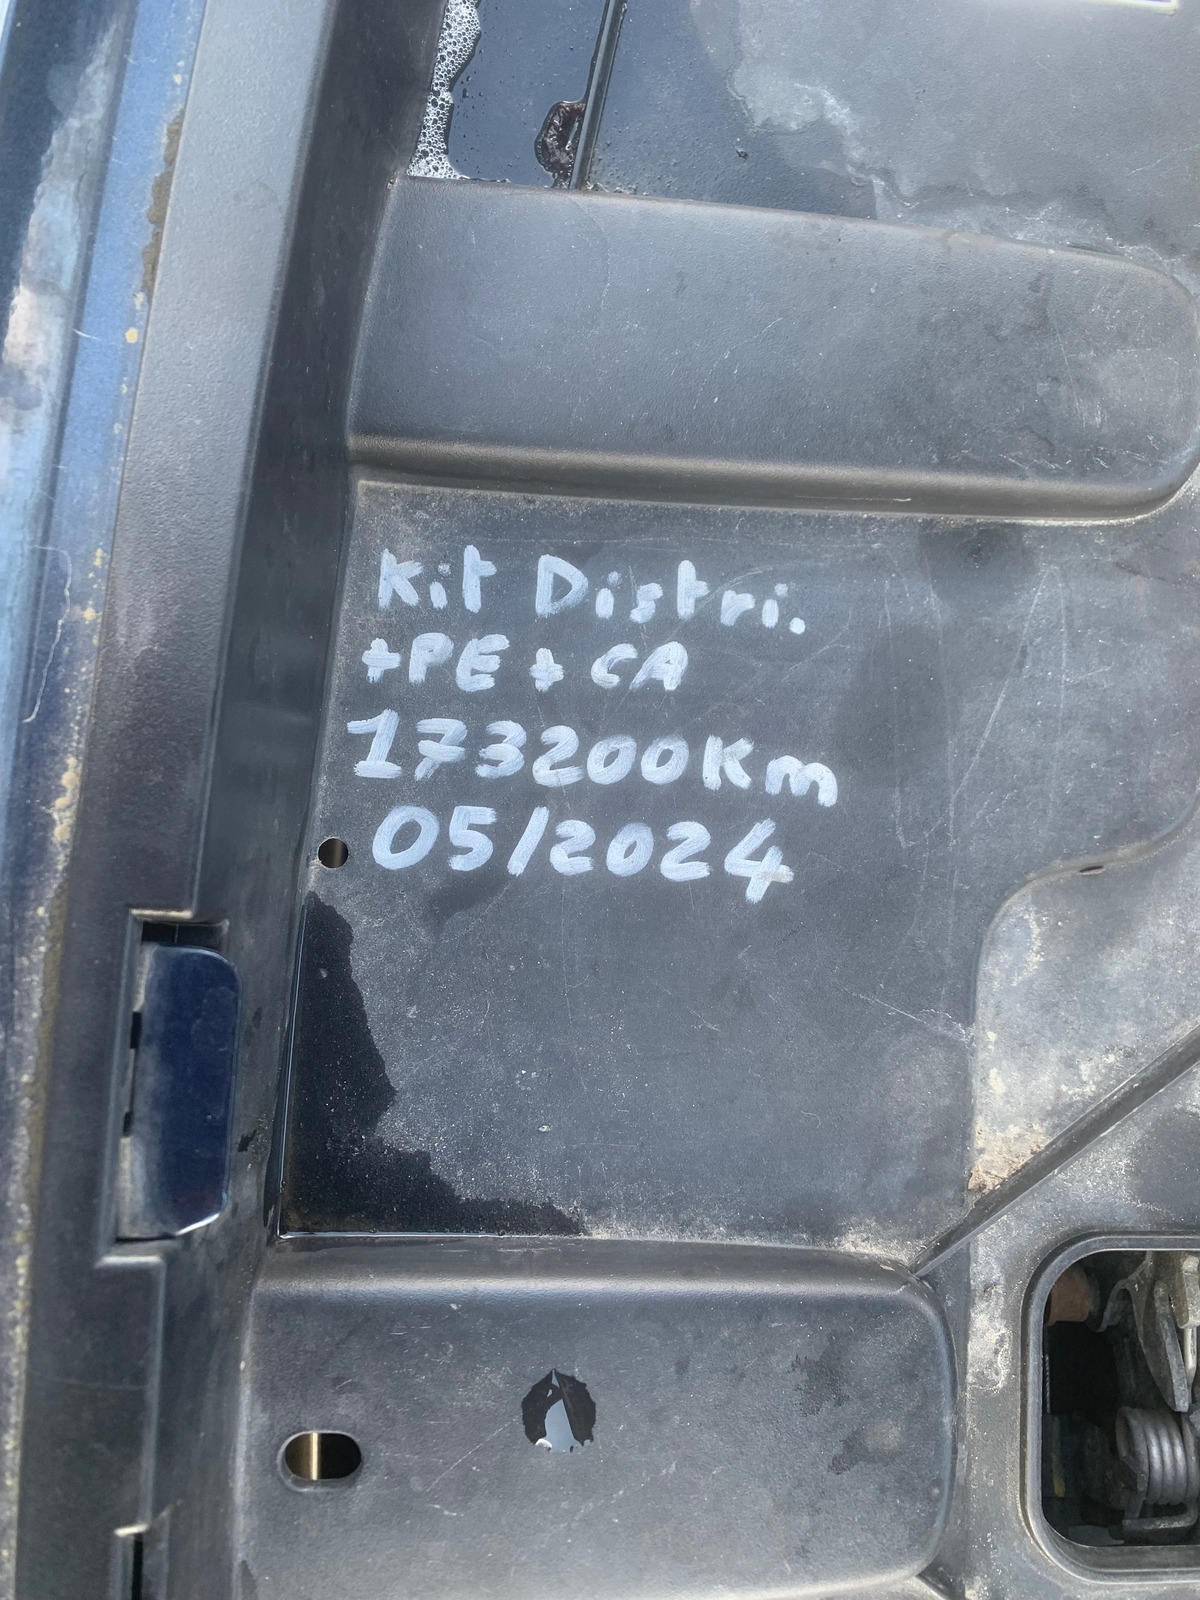 Kit Distri.
+PE + CA
173200Km
05/2024